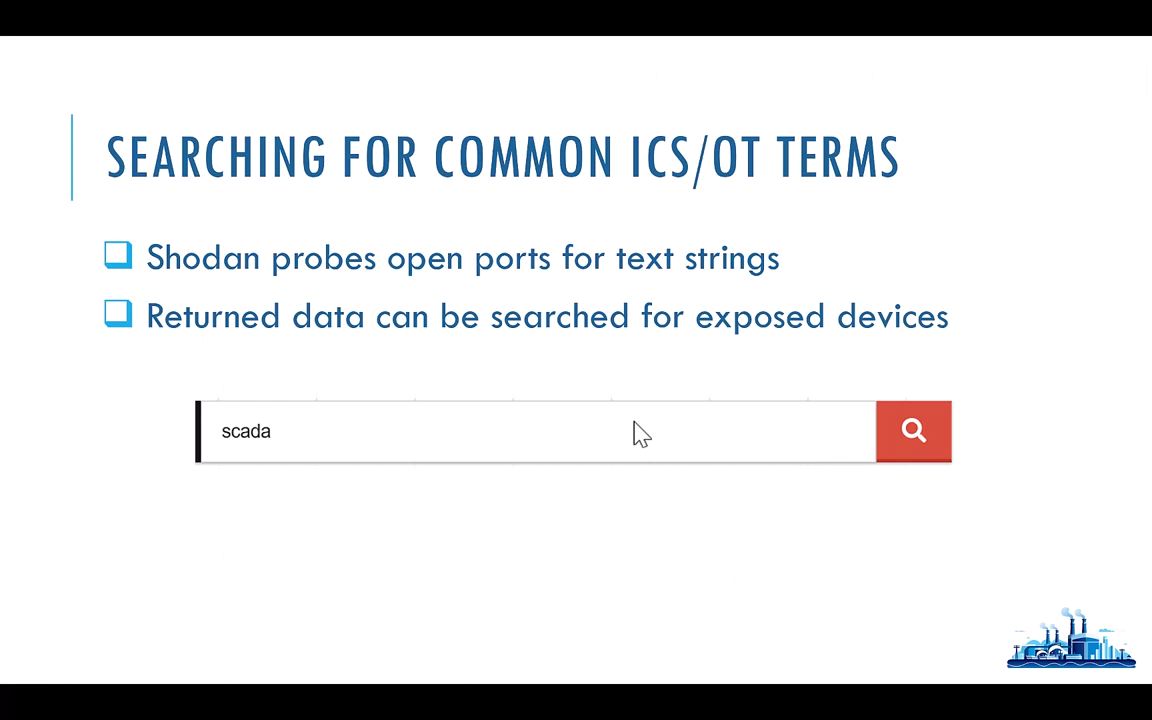 SEARCHING FOR COMMON ICS/OT TERMS
Shodan probes open ports for text strings
Returned data can be searched for exposed devices
scada